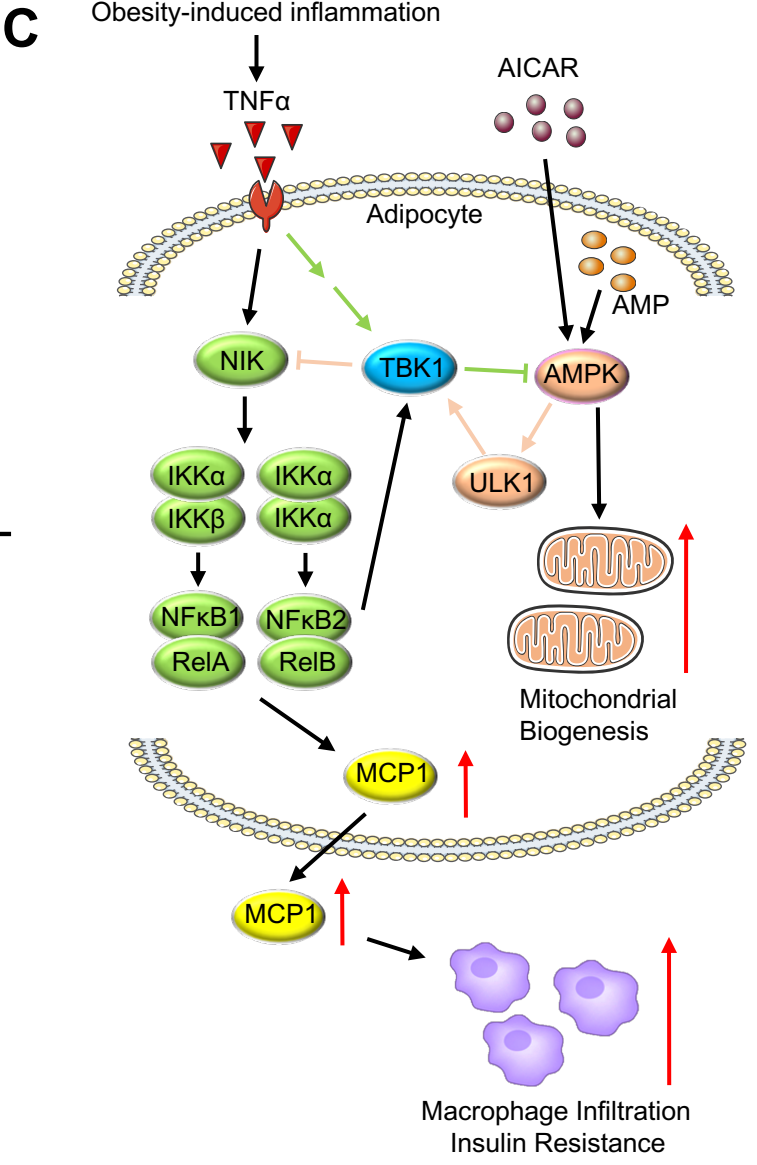 C
Obesity-induced inflammation
TNFα
AICAR
Adipocyte
AMP
NIK
TBK1
AMPK
IKKα
IKKα
ULK1
IKKβ
IKKα
NFκB1
NFκB2
RelA
RelB
Mitochondrial
Biogenesis
MCP1
MCP1
Macrophage Infiltration
Insulin Resistance